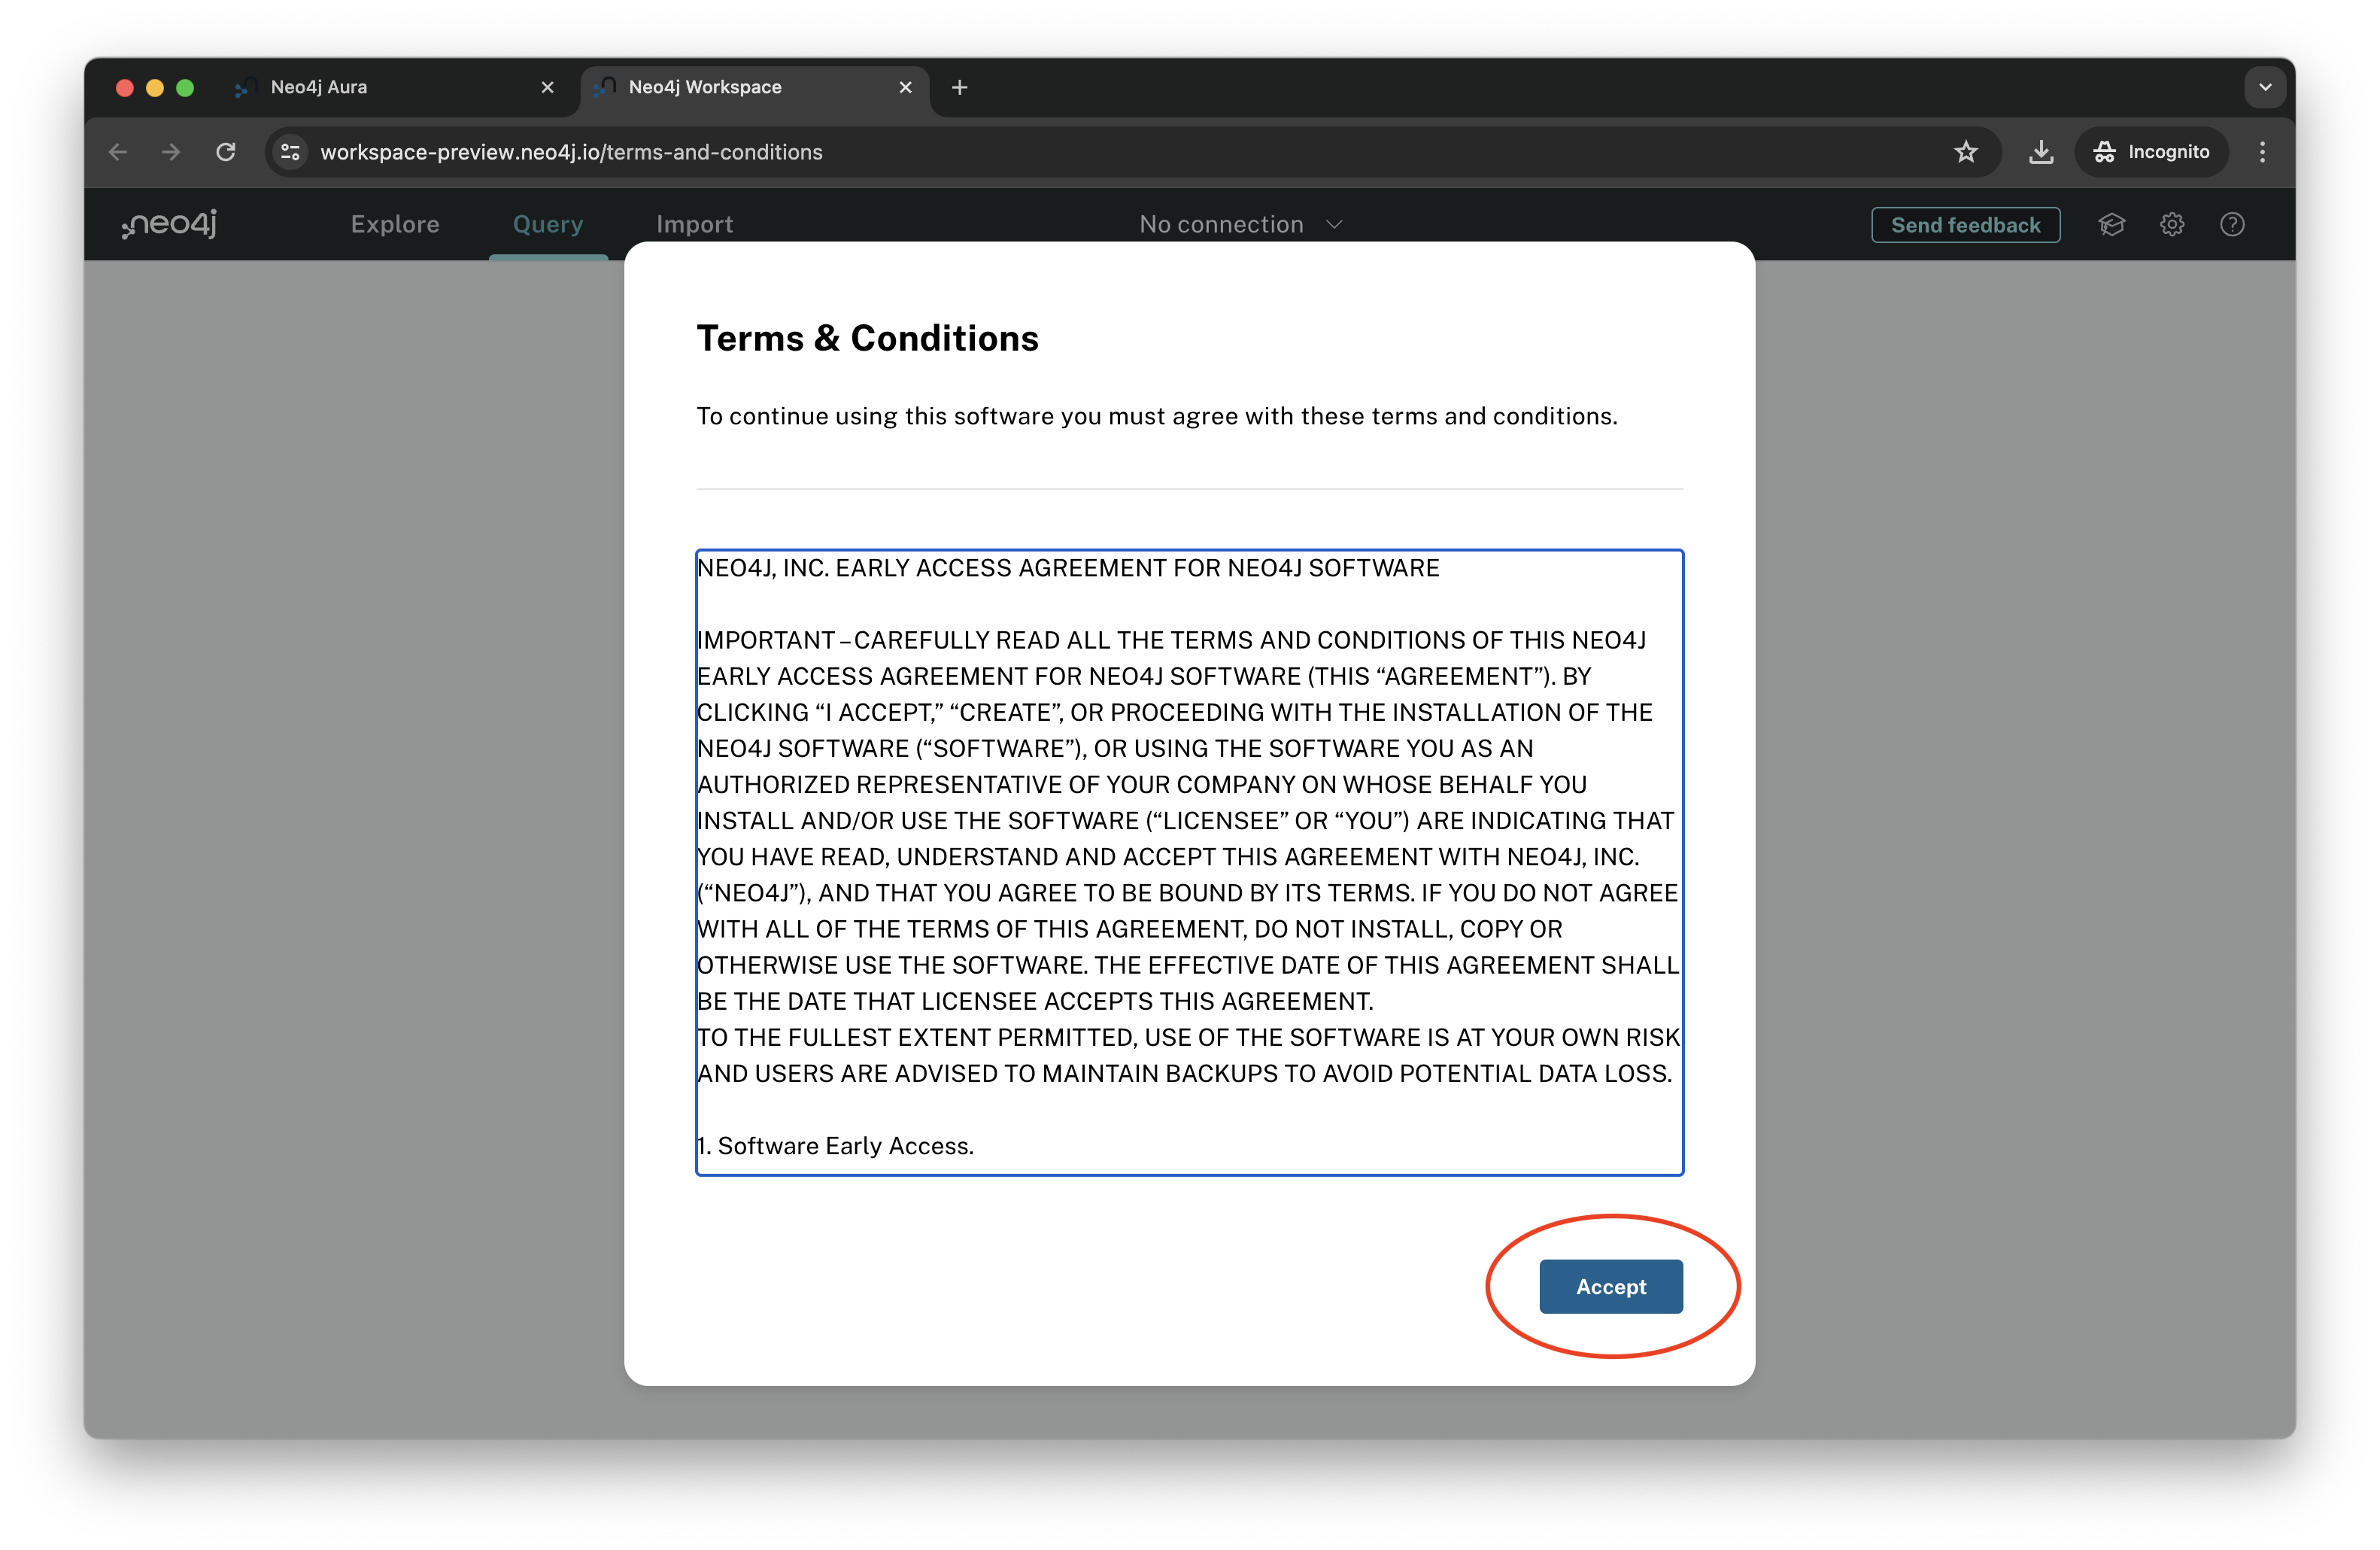 Neo4j Aura
Neo4j Workspace
workspace-preview.neo4j.io/terms-and-conditions
Incognito
neo4j
Explore
Query
Import
No connection
Send feedback
Terms & Conditions
To continue using this software you must agree with these terms and conditions.
NEO4J, INC. EARLY ACCESS AGREEMENT FOR NEO4J SOFTWARE
IMPORTANT – CAREFULLY READ ALL THE TERMS AND CONDITIONS OF THIS NEO4J
EARLY ACCESS AGREEMENT FOR NEO4J SOFTWARE (THIS “AGREEMENT”). BY
CLICKING “I ACCEPT,” “CREATE”, OR PROCEEDING WITH THE INSTALLATION OF THE
NEO4J SOFTWARE (“SOFTWARE”), OR USING THE SOFTWARE YOU AS AN
AUTHORIZED REPRESENTATIVE OF YOUR COMPANY ON WHOSE BEHALF YOU
INSTALL AND/OR USE THE SOFTWARE (“LICENSEE” OR “YOU”) ARE INDICATING THAT
YOU HAVE READ, UNDERSTAND AND ACCEPT THIS AGREEMENT WITH NEO4J, INC.
(“NEO4J”), AND THAT YOU AGREE TO BE BOUND BY ITS TERMS. IF YOU DO NOT AGREE
WITH ALL OF THE TERMS OF THIS AGREEMENT, DO NOT INSTALL, COPY OR
OTHERWISE USE THE SOFTWARE. THE EFFECTIVE DATE OF THIS AGREEMENT SHALL
BE THE DATE THAT LICENSEE ACCEPTS THIS AGREEMENT.
TO THE FULLEST EXTENT PERMITTED, USE OF THE SOFTWARE IS AT YOUR OWN RISK
AND USERS ARE ADVISED TO MAINTAIN BACKUPS TO AVOID POTENTIAL DATA LOSS.
1. Software Early Access.
Accept